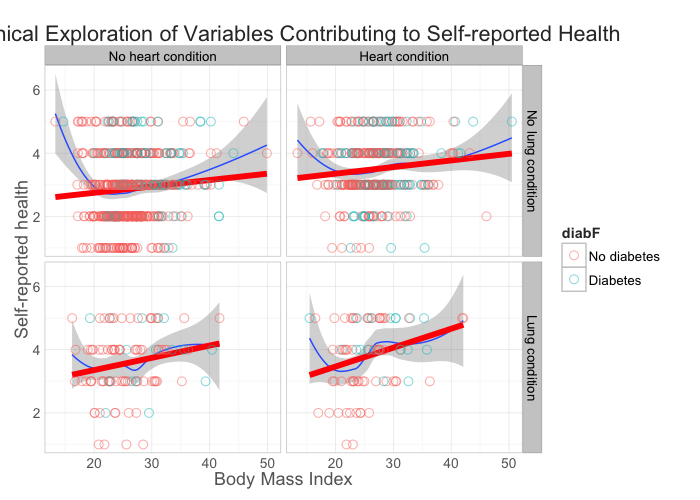 Exploration of Variables Contributing to Self-reported Health
No heart condition
Heart condition
6
4
2
No lung condition
6
4
2
Lung condition
Self-reported health
20 30 40 50 20 30 40 50
Body Mass Index
diabF
No diabetes
Diabetes